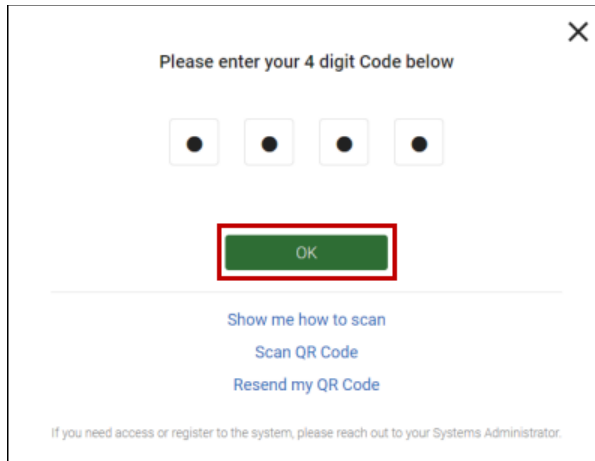 Please enter your 4 digit Code below
OK
Show me how to scan
Scan QR Code
Resend my QR Code
If you need access or register to the system, please reach out to your Systems Administrator.